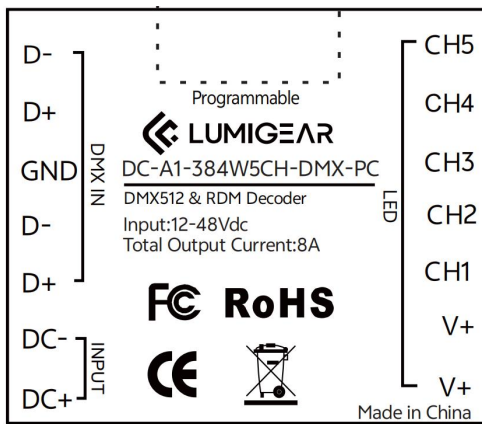 Programmable
LUMIGEAR
DC-A1-384W5CH-DMX-PC
DMX512 & RDM Decoder
Input:12-48Vdc
Total Output Current:8A
FC RoHS
CE
D-
D+
GND
D-
D+
DMX IN
DC-
DC+
INPUT
CH5
CH4
CH3
CH2
CH1
V+
V+
LED
Made in China